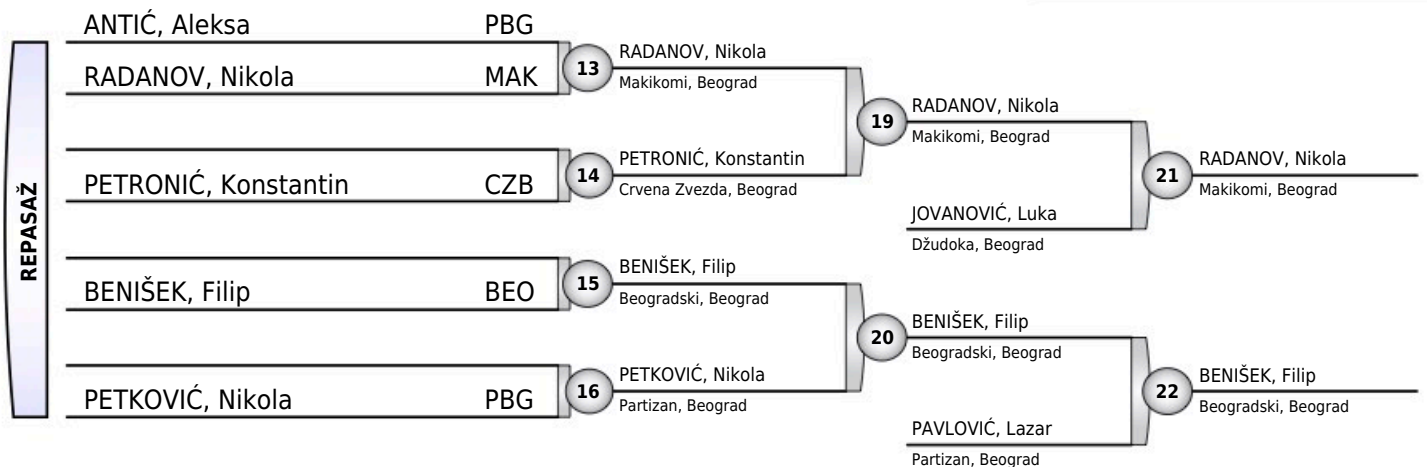 REPASAŽ
ANTIĆ, Aleksa PBG
RADANOV, Nikola MAK
PETRONIĆ, Konstantin CZB
BENIŠEK, Filip BEO
PETKOVIĆ, Nikola PBG
13
RADANOV, Nikola
Makikomi, Beograd
14
PETRONIĆ, Konstantin
Crvena Zvezda, Beograd
15
BENIŠEK, Filip
Beogradski, Beograd
16
PETKOVIĆ, Nikola
Partizan, Beograd
19
RADANOV, Nikola
Makikomi, Beograd
JOVANOVIĆ, Luka
Džudoka, Beograd
20
BENIŠEK, Filip
Beogradski, Beograd
PAVLOVIĆ, Lazar
Partizan, Beograd
21
RADANOV, Nikola
Makikomi, Beograd
22
BENIŠEK, Filip
Beogradski, Beograd